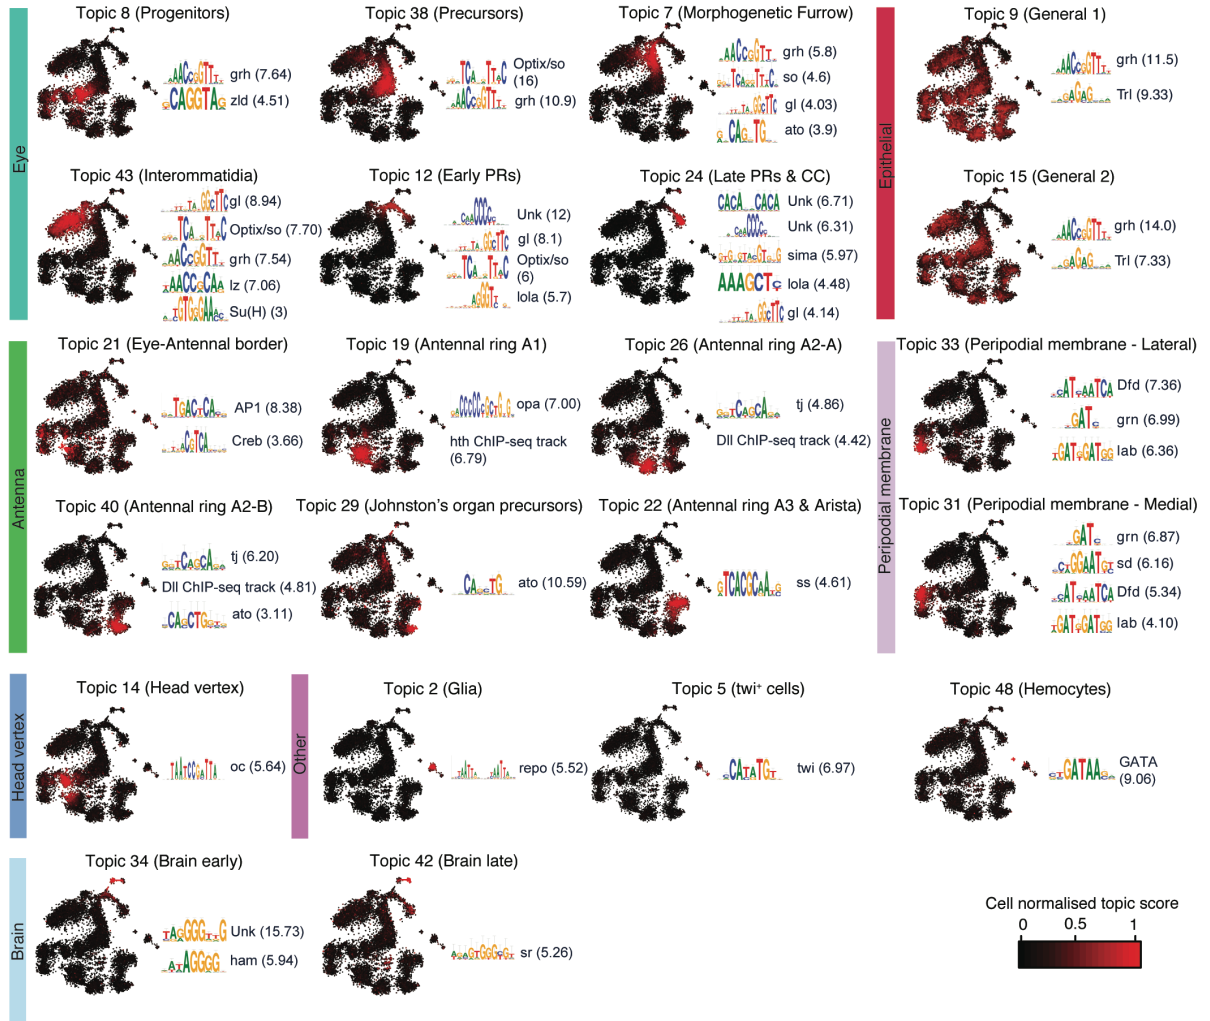 Eye
Topic 8 (Progenitors)
grh (7.64)
zld (4.51)
Topic 38 (Precursors)
Optix/so
(16)
grh (10.9)
Topic 7 (Morphogenetic Furrow)
grh (5.8)
so (4.6)
gl (4.03)
ato (3.9)
Topic 43 (Interommatidia)
gl (8.94)
Optix/so (7.70)
grh (7.54)
lz (7.06)
Su(H) (3)
Topic 12 (Early PRs)
Unk (12)
gl (8.1)
Optix/so
(6)
lola (5.7)
Topic 24 (Late PRs & CC)
Unk (6.71)
Unk (6.31)
sima (5.97)
lola (4.48)
gl (4.14)
Epithelial
Topic 9 (General 1)
grh (11.5)
Trl (9.33)
Topic 15 (General 2)
grh (14.0)
Trl (7.33)
Antenna
Topic 21 (Eye-Antennal border)
AP1 (8.38)
Creb (3.66)
Topic 19 (Antennal ring A1)
opa (7.00)
hth ChIP-seq track
(6.79)
Topic 26 (Antennal ring A2-A)
tj (4.86)
Dll ChIP-seq track (4.42)
Topic 40 (Antennal ring A2-B)
tj (6.20)
Dll ChIP-seq track (4.81)
ato (3.11)
Topic 29 (Johnston's organ precursors)
ato (10.59)
Topic 22 (Antennal ring A3 & Arista)
ss (4.61)
Peripodial membrane
Topic 33 (Peripodial membrane - Lateral)
Dfd (7.36)
grn (6.99)
lab (6.36)
Topic 31 (Peripodial membrane - Medial)
grn (6.87)
sd (6.16)
Dfd (5.34)
lab (4.10)
Head vertex
Topic 14 (Head vertex)
oc (5.64)
Other
Topic 2 (Glia)
repo (5.52)
Topic 5 (twi+ cells)
twi (6.97)
Topic 48 (Hemocytes)
GATA
(9.06)
Brain
Topic 34 (Brain early)
Unk (15.73)
ham (5.94)
Topic 42 (Brain late)
sr (5.26)
Cell normalised topic score
0 0.5 1